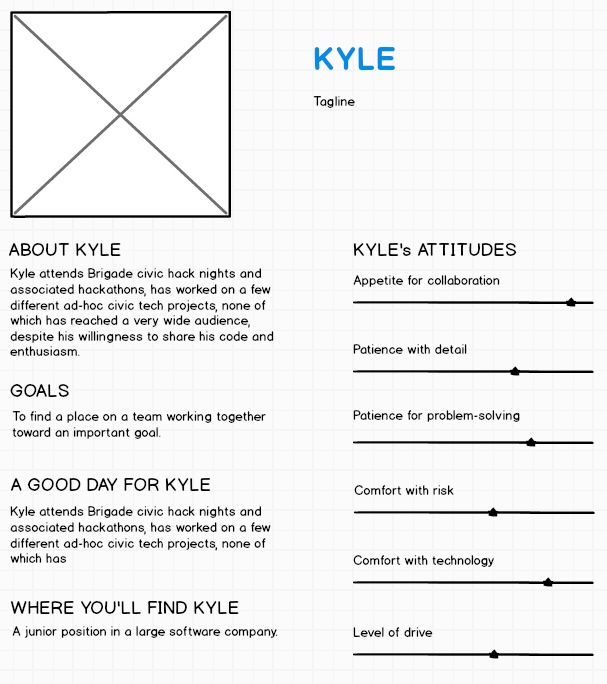 KYLE
Tagline
ABOUT KYLE
Kyle attends Brigade civic hack nights and
associated hackathons, has worked on a few
different ad-hoc civic tech projects, none of
which has reached a very wide audience,
despite his willingness to share his code and
enthusiasm.
GOALS
To find a place on a team working together
toward an important goal.
A GOOD DAY FOR KYLE
Kyle attends Brigade civic hack nights and
associated hackathons, has worked on a few
different ad-hoc civic tech projects, none of
which has
WHERE YOU'LL FIND KYLE
A junior position in a large software company.
KYLE's ATTITUDES
Appetite for collaboration
Patience with detail
Patience for problem-solving
Comfort with risk
Comfort with technology
Level of drive